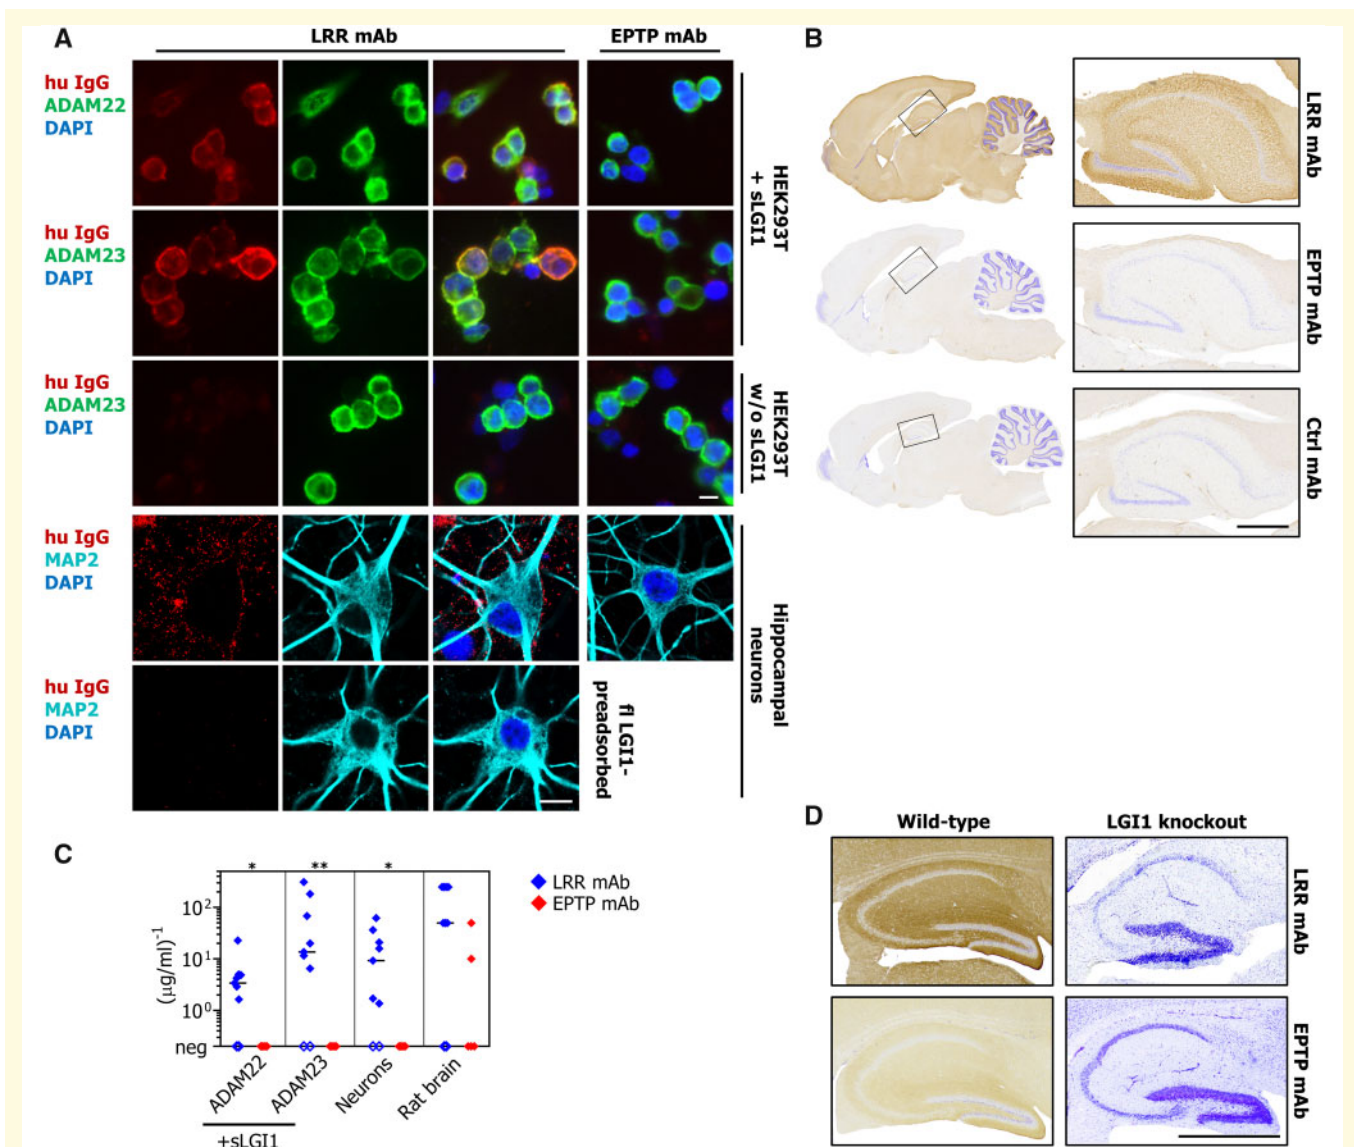 A
LRR mAb
EPTP mAb
hu IgG
ADAM22
DAPI
hu IgG
ADAM23
DAPI
HEK293T
+ sLGI1
hu IgG
ADAM23
DAPI
HEK293T
w/o sLGI1
hu IgG
MAP2
DAPI
hu IgG
MAP2
DAPI
fl LGI1-
preadsorbed
Hippocampal
neurons
B
LRR mAb
EPTP mAb
Ctrl mAb
C
* ** *
(µg/ml)⁻¹
10²
10¹
10⁰
neg
ADAM22
ADAM23
Neurons
Rat brain
+sLGI1
LRR mAb
EPTP mAb
D
Wild-type
LGI1 knockout
LRR mAb
EPTP mAb